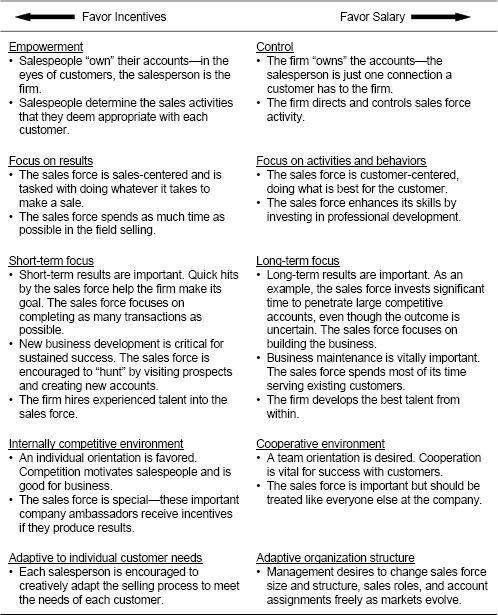 Favor Incentives
Favor Salary
Empowerment
• Salespeople “own” their accounts—in the
eyes of customers, the salesperson is the
firm.
• Salespeople determine the sales activities
that they deem appropriate with each
customer.
Control
• The firm “owns” the accounts—the
salesperson is just one connection a
customer has to the firm.
• The firm directs and controls sales force
activity.
Focus on results
• The sales force is sales-centered and is
tasked with doing whatever it takes to
make a sale.
• The sales force spends as much time as
possible in the field selling.
Focus on activities and behaviors
• The sales force is customer-centered,
doing what is best for the customer.
• The sales force enhances its skills by
investing in professional development.
Short-term focus
• Short-term results are important. Quick hits
by the sales force help the firm make its
goal. The sales force focuses on
completing as many transactions as
possible.
• New business development is critical for
sustained success. The sales force is
encouraged to “hunt” by visiting prospects
and creating new accounts.
• The firm hires experienced talent into the
sales force.
Long-term focus
• Long-term results are important. As an
example, the sales force invests significant
time to penetrate large competitive
accounts, even though the outcome is
uncertain. The sales force focuses on
building the business.
• Business maintenance is vitally important.
The sales force spends most of its time
serving existing customers.
• The firm develops the best talent from
within.
Internally competitive environment
• An individual orientation is favored.
Competition motivates salespeople and is
good for business.
• The sales force is special—these important
company ambassadors receive incentives
if they produce results.
Cooperative environment
• A team orientation is desired. Cooperation
is vital for success with customers.
• The sales force is important but should be
treated like everyone else at the company.
Adaptive to individual customer needs
• Each salesperson is encouraged to
creatively adapt the selling process to meet
the needs of each customer.
Adaptive organization structure
• Management desires to change sales force
size and structure, sales roles, and account
assignments freely as markets evolve.